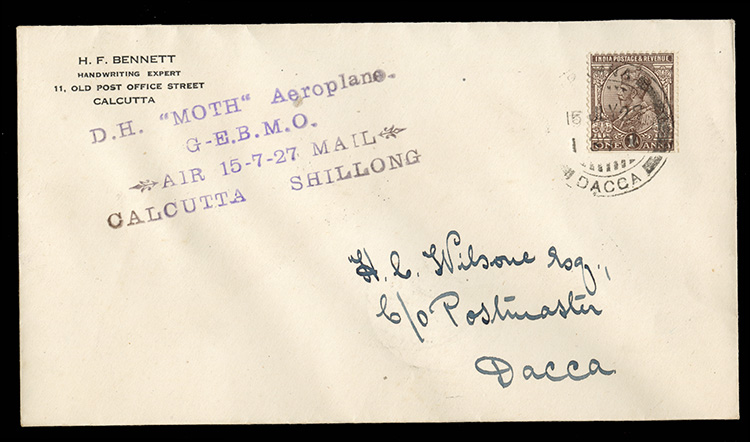 H. F. BENNETT
HANDWRITING EXPERT
11, OLD POST OFFICE STREET
CALCUTTA
D.H. "MOTH" Aeroplane.
G-E.B.M.O.
AIR 15-7-27 MAIL
CALCUTTA SHILLONG
INDIA POSTAGE & REVENUE
ONE ANNA
DACCA
H. C. Wilsone Esq.,
C/o Postmaster
Dacca